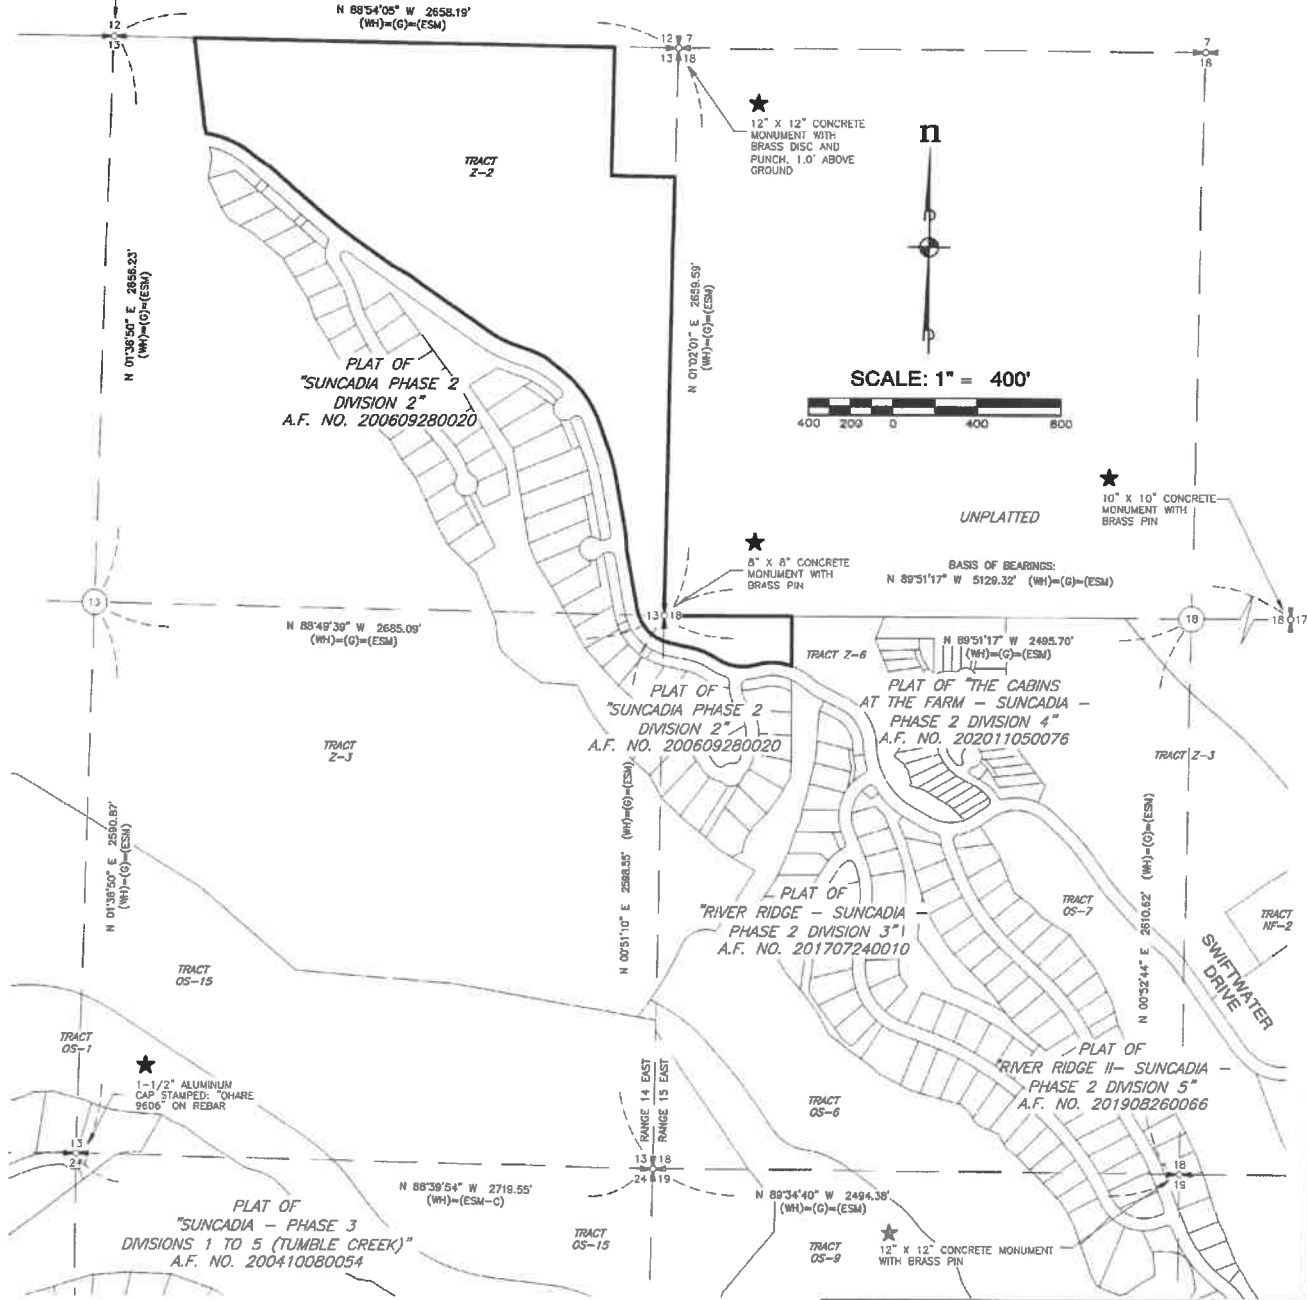 N 88°54'05" W 2658.19'
(WH)=(G)=(ESM)
12
13
12 7
13 18
7
18
12" X 12" CONCRETE
MONUMENT WITH
BRASS DISC AND
PUNCH, 1.0' ABOVE
GROUND
n
TRACT
Z-2
N 01°36'50" E 2656.23'
(WH)=(G)=(ESM)
N 01°02'01" E 2659.59'
(WH)=(G)=(ESM)
SCALE: 1" = 400'
400 200 0 400 800
PLAT OF
"SUNCADIA PHASE 2
DIVISION 2"
A.F. NO. 200609280020
10" X 10" CONCRETE
MONUMENT WITH
BRASS PIN
UNPLATTED
8" X 8" CONCRETE
MONUMENT WITH
BRASS PIN
BASIS OF BEARINGS:
N 89°51'17" W 5129.32' (WH)=(G)=(ESM)
13
N 88°49'39" W 2685.09'
(WH)=(G)=(ESM)
13 18
18
18 17
N 89°51'17" W 2495.70'
(WH)=(G)=(ESM)
TRACT Z-6
PLAT OF "THE CABINS
AT THE FARM - SUNCADIA -
PHASE 2 DIVISION 4"
A.F. NO. 202011050076
PLAT OF
"SUNCADIA PHASE 2
DIVISION 2"
A.F. NO. 200609280020
TRACT
Z-3
TRACT Z-3
N 01°36'50" E 2590.87'
(WH)=(G)=(ESM)
N 00°51'10" E 2598.55' (WH)=(G)=(ESM)
N 00°52'44" E 2610.62' (WH)=(G)=(ESM)
PLAT OF
"RIVER RIDGE - SUNCADIA -
PHASE 2 DIVISION 3"
A.F. NO. 201707240010
TRACT
OS-7
TRACT
NF-2
SWIFTWATER
DRIVE
TRACT
OS-15
TRACT
OS-1
1-1/2" ALUMINUM
CAP STAMPED: "OHARE
9606" ON REBAR
PLAT OF
"RIVER RIDGE II- SUNCADIA -
PHASE 2 DIVISION 5"
A.F. NO. 201908260066
RANGE 14 EAST
RANGE 15 EAST
TRACT
OS-6
13
24
13 18
24 19
18
19
N 88°39'54" W 2719.55'
(WH)=(ESM-C)
N 89°34'40" W 2494.38'
(WH)=(G)=(ESM)
PLAT OF
"SUNCADIA - PHASE 3
DIVISIONS 1 TO 5 (TUMBLE CREEK)"
A.F. NO. 200410080054
TRACT
OS-15
TRACT
OS-9
12" X 12" CONCRETE MONUMENT
WITH BRASS PIN